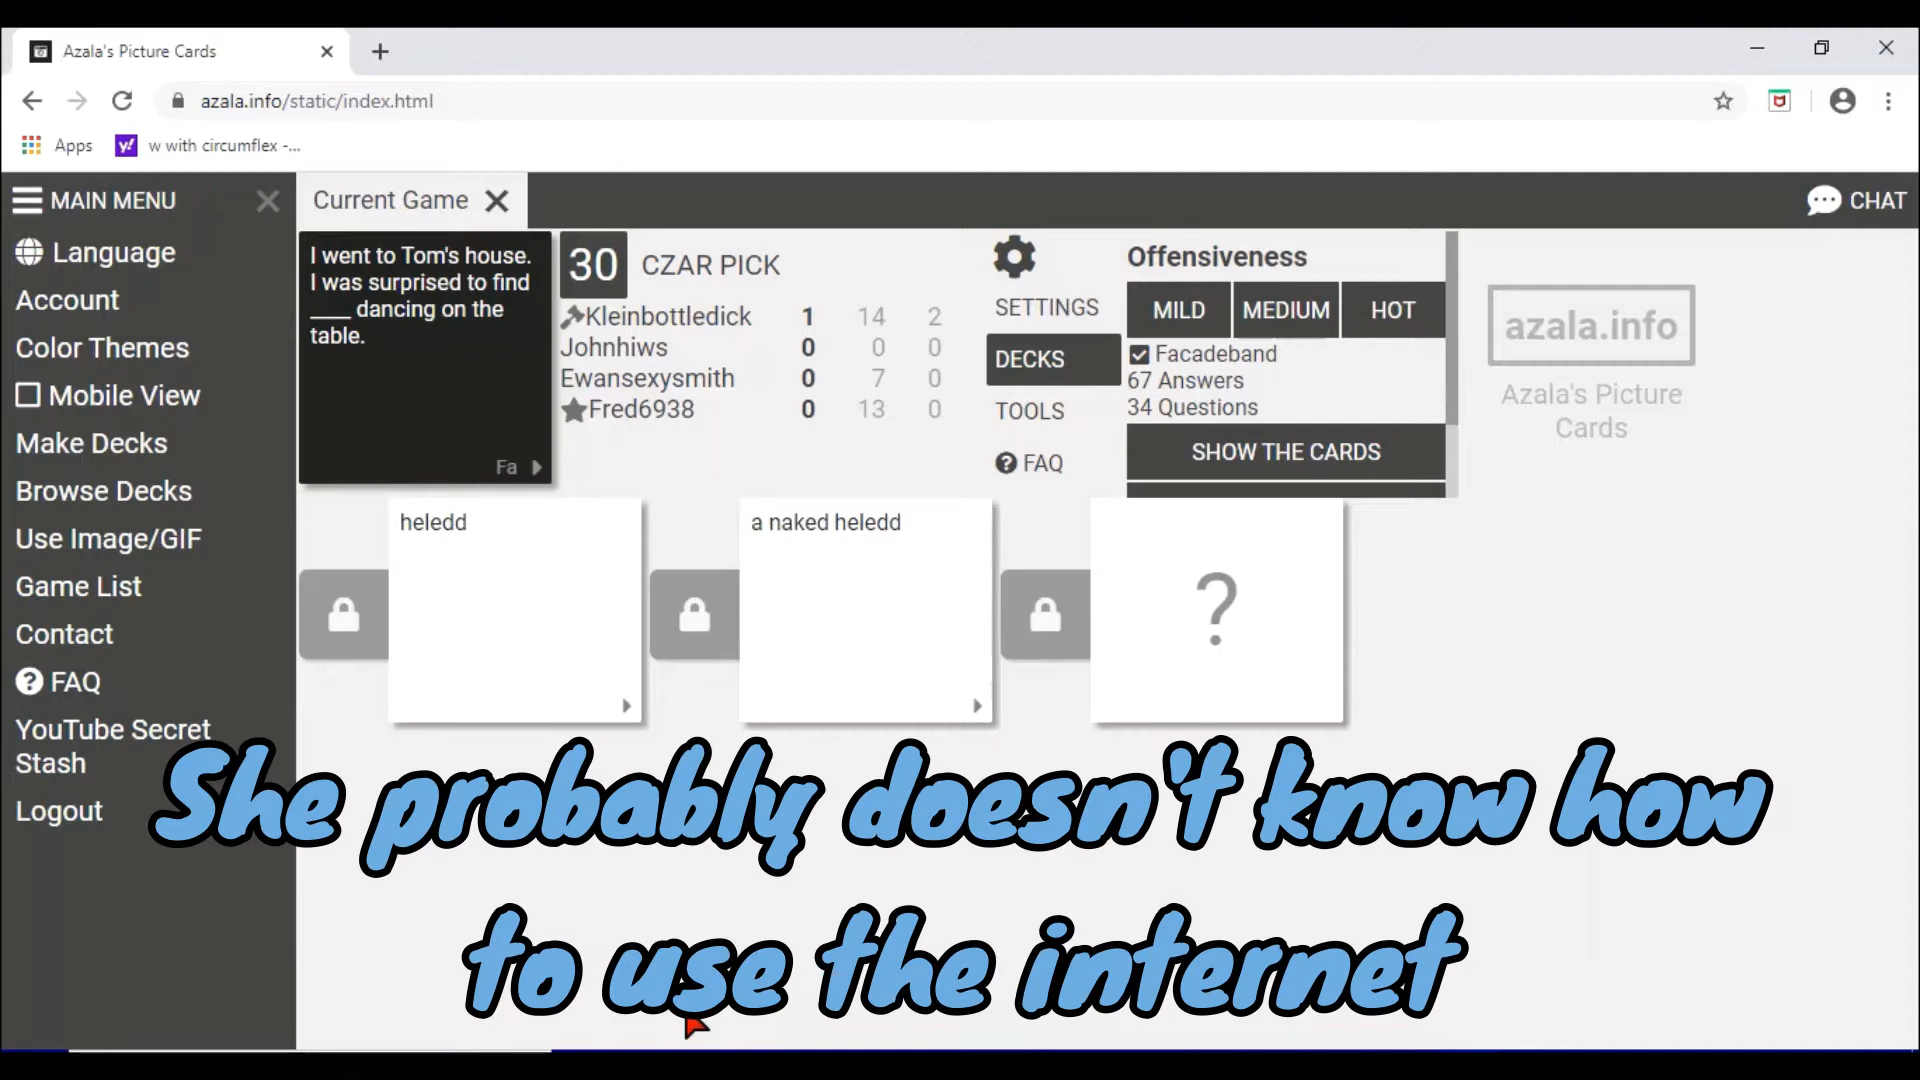 Azala's Picture Cards
azala.info/static/index.html
Apps
w with circumflex -...
MAIN MENU
Current Game
CHAT
Language
Account
Color Themes
Mobile View
Make Decks
Browse Decks
Use Image/GIF
Game List
Contact
FAQ
YouTube Secret
Stash
Logout
I went to Tom's house.
I was surprised to find
____ dancing on the
table.
Fa
30 CZAR PICK
Kleinbottledick 1 14 2
Johnhiws 0 0 0
Ewansexysmith 0 7 0
Fred6938 0 13 0
SETTINGS
DECKS
TOOLS
FAQ
Offensiveness
MILD MEDIUM HOT
Facadeband
67 Answers
34 Questions
SHOW THE CARDS
azala.info
Azala's Picture
Cards
heledd
a naked heledd
?
She probably doesn't know how
to use the internet